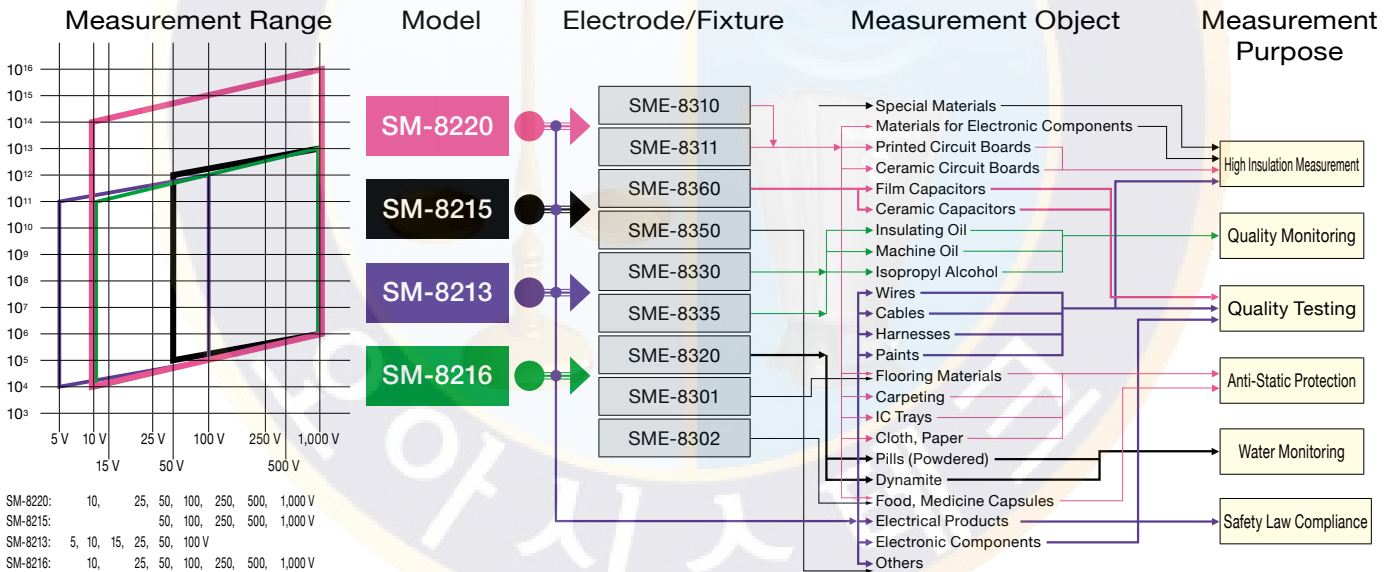 Measurement Range
Model
Electrode/Fixture
Measurement Object
Measurement
Purpose
10¹⁶
10¹⁵
10¹⁴
10¹³
10¹²
10¹¹
10¹⁰
10⁹
10⁸
10⁷
10⁶
10⁵
10⁴
10³
5 V 10 V 25 V 100 V 250 V 1,000 V
15 V 50 V 500 V
SM-8220: 10, 25, 50, 100, 250, 500, 1,000 V
SM-8215: 50, 100, 250, 500, 1,000 V
SM-8213: 5, 10, 15, 25, 50, 100 V
SM-8216: 10, 25, 50, 100, 250, 500, 1,000 V
SM-8220
SM-8215
SM-8213
SM-8216
SME-8310
SME-8311
SME-8360
SME-8350
SME-8330
SME-8335
SME-8320
SME-8301
SME-8302
Special Materials
Materials for Electronic Components
Printed Circuit Boards
Ceramic Circuit Boards
Film Capacitors
Ceramic Capacitors
Insulating Oil
Machine Oil
Isopropyl Alcohol
Wires
Cables
Harnesses
Paints
Flooring Materials
Carpeting
IC Trays
Cloth, Paper
Pills (Powdered)
Dynamite
Food, Medicine Capsules
Electrical Products
Electronic Components
Others
High Insulation Measurement
Quality Monitoring
Quality Testing
Anti-Static Protection
Water Monitoring
Safety Law Compliance